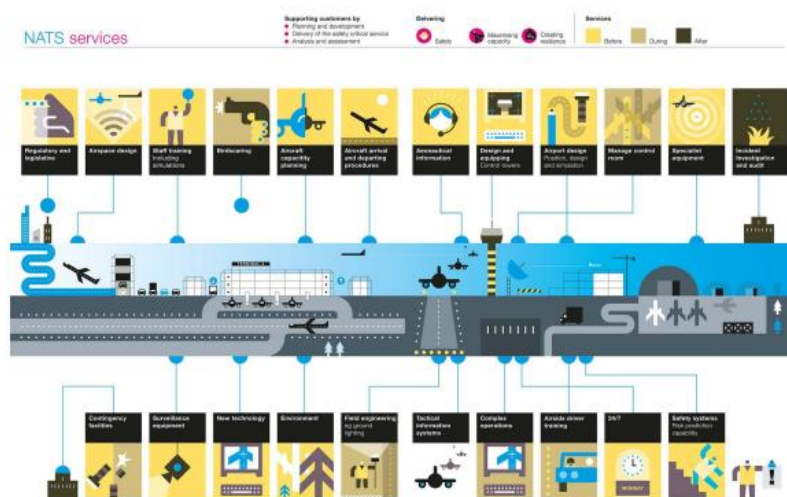 NATS services
Supporting customers by
Planning and development
Delivery of the safety critical service
Analysis and assessment
Delivering
Safety
Maximising
capacity
Creating
resilience
Services
Before
During
After
Regulatory and
legislative
Airspace design
Staff training
Including
simulations
Birdscaring
Aircraft
capacity
planning
Aircraft arrival
and departing
procedures
Aeronautical
information
Design and
equipping
Control towers
Airport design
Position, design
and simulation
Manage control
room
Specialist
equipment
Incident
Investigation
and audit
Contingency
facilities
Surveillance
equipment
New technology
Environment
Field engineering
eg ground
lighting
Tactical
information
systems
Complex
operations
Airside driver
training
24/7
Safety systems
Risk prediction
capability